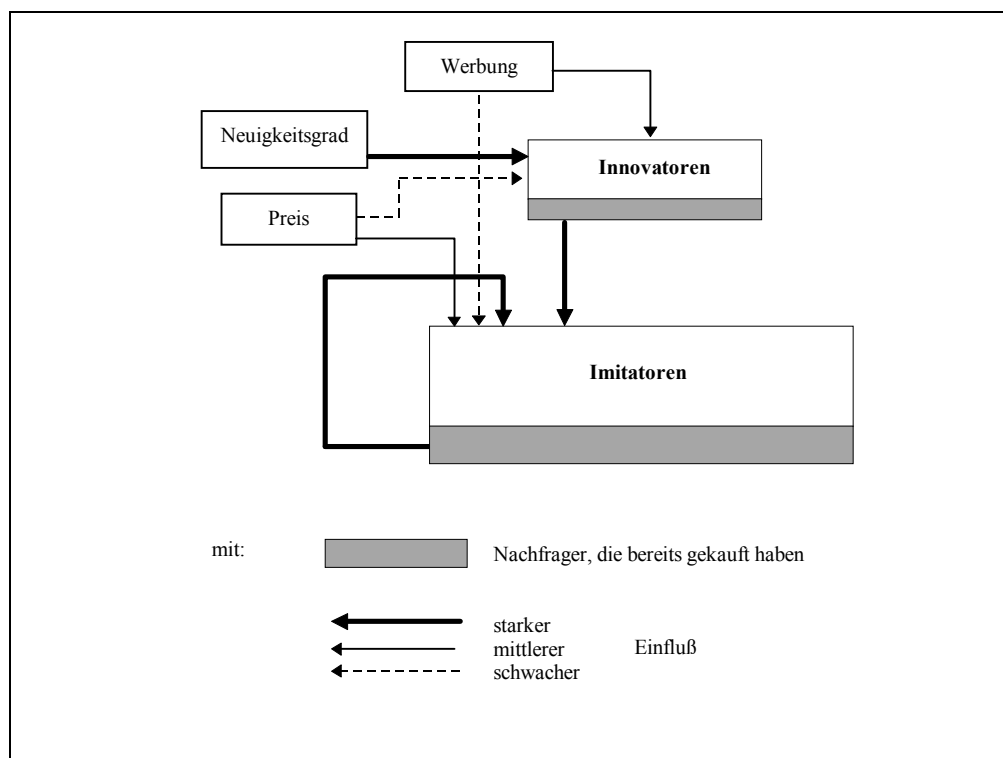 Werbung
Neuigkeitsgrad
Innovatoren
Preis
Imitatoren
mit:
Nachfrager, die bereits gekauft haben
starker
mittlerer Einfluß
schwacher